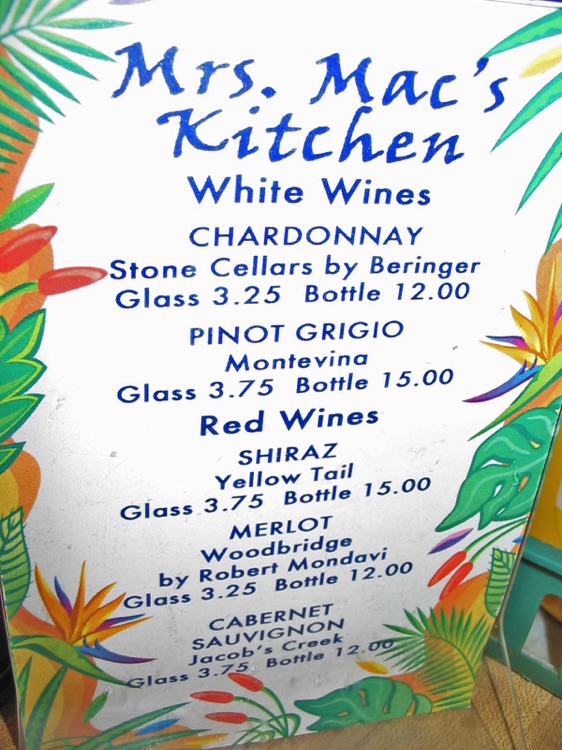 Mrs. Mac's
Kitchen
White Wines
CHARDONNAY
Stone Cellars by Beringer
Glass 3.25 Bottle 12.00
PINOT GRIGIO
Montevina
Glass 3.75 Bottle 15.00
Red Wines
SHIRAZ
Yellow Tail
Glass 3.75 Bottle 15.00
MERLOT
Woodbridge
by Robert Mondavi
Glass 3.25 Bottle 12.00
CABERNET
SAUVIGNON
Jacob's Creek
Glass 3.75 Bottle 12.00